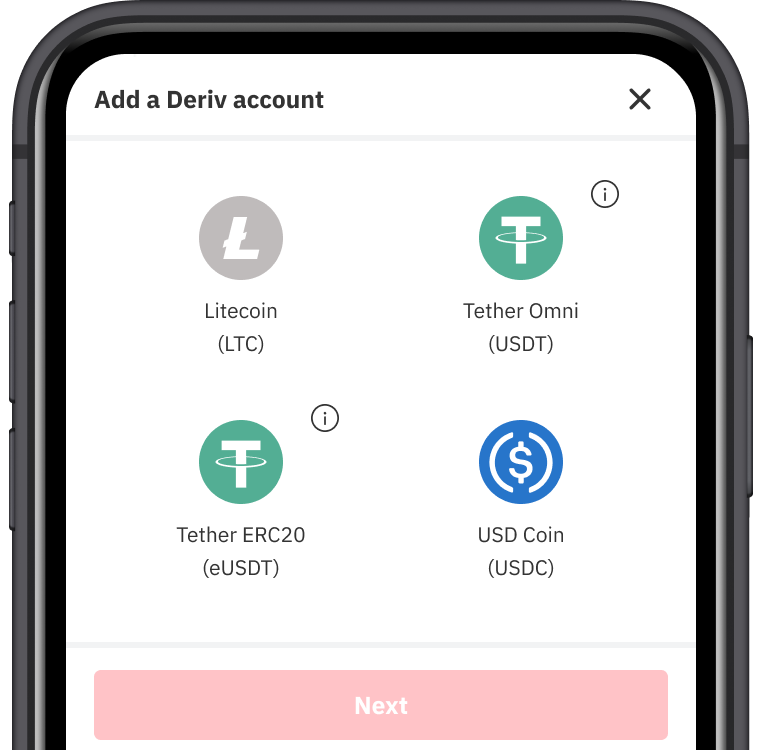 Add a Deriv account
Litecoin
(LTC)
Tether Omni
(USDT)
Tether ERC20
(eUSDT)
USD Coin
(USDC)
Next